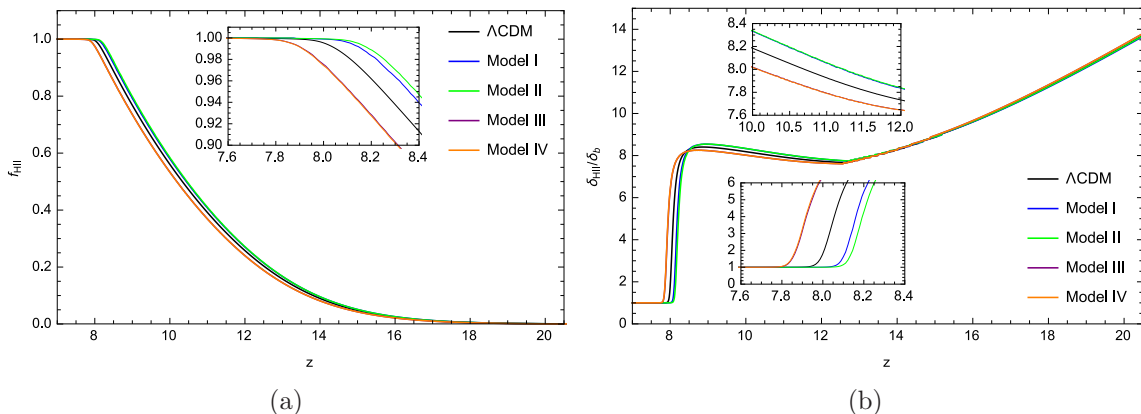 1.0
0.8
0.6
0.4
0.2
0.0
fHII
8 10 12 14 16 18 20
z
1.00
0.98
0.96
0.94
0.92
0.90
7.6 7.8 8.0 8.2 8.4
ΛCDM
Model I
Model II
Model III
Model IV
(a)
14
12
10
8
6
4
2
0
δHII/δb
8 10 12 14 16 18 20
z
8.4
8.2
8.0
7.8
7.6
10.0 10.5 11.0 11.5 12.0
6
5
4
3
2
1
0
7.6 7.8 8.0 8.2 8.4
ΛCDM
Model I
Model II
Model III
Model IV
(b)